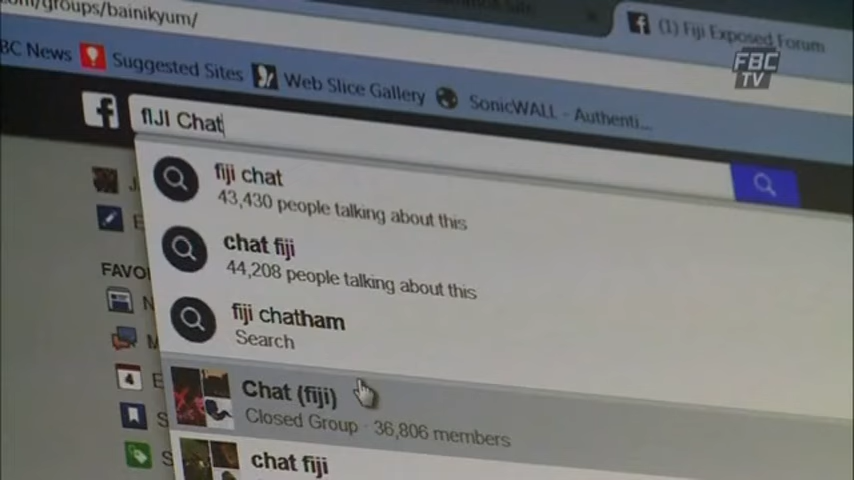 .com/groups/bainikyum/
(1) Fiji Exposed Forum
FBC
TV
BC News
Suggested Sites
Web Slice Gallery
SonicWALL - Authenti...
fIJI Chat
fiji chat
43,430 people talking about this
chat fiji
44,208 people talking about this
fiji chatham
Search
FAVO
Chat (fiji)
Closed Group · 36,806 members
chat fiji